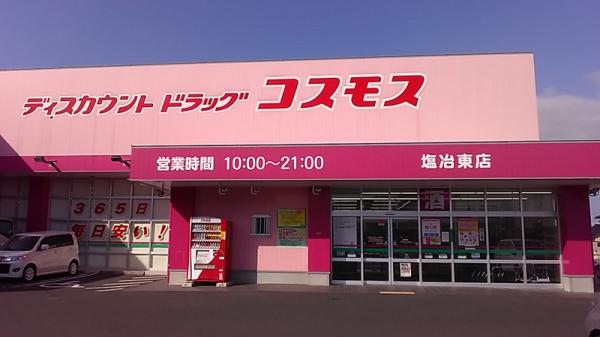 ディスカウント ドラッグ コスモス
営業時間 10:00～21:00 塩冶東店
酒
365日
毎日安い!